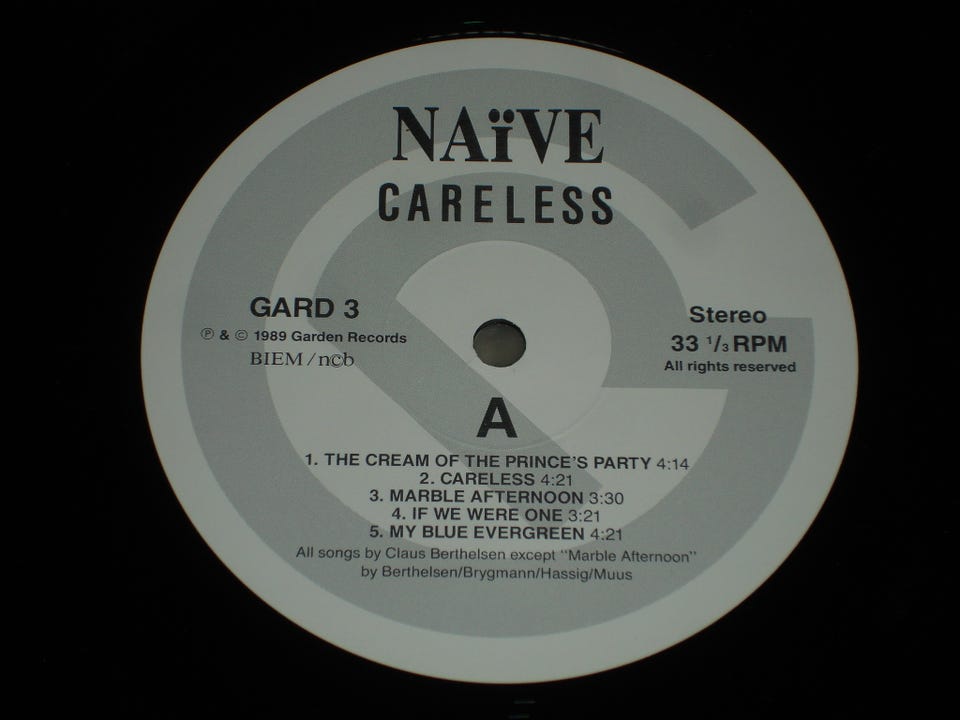 NAïVE
CARELESS
GARD 3
℗ & © 1989 Garden Records
BIEM/ncb
Stereo
33 1/3 RPM
All rights reserved
A
1. THE CREAM OF THE PRINCE'S PARTY 4:14
2. CARELESS 4:21
3. MARBLE AFTERNOON 3:30
4. IF WE WERE ONE 3:21
5. MY BLUE EVERGREEN 4:21
All songs by Claus Berthelsen except "Marble Afternoon"
by Berthelsen/Brygmann/Hassig/Muus